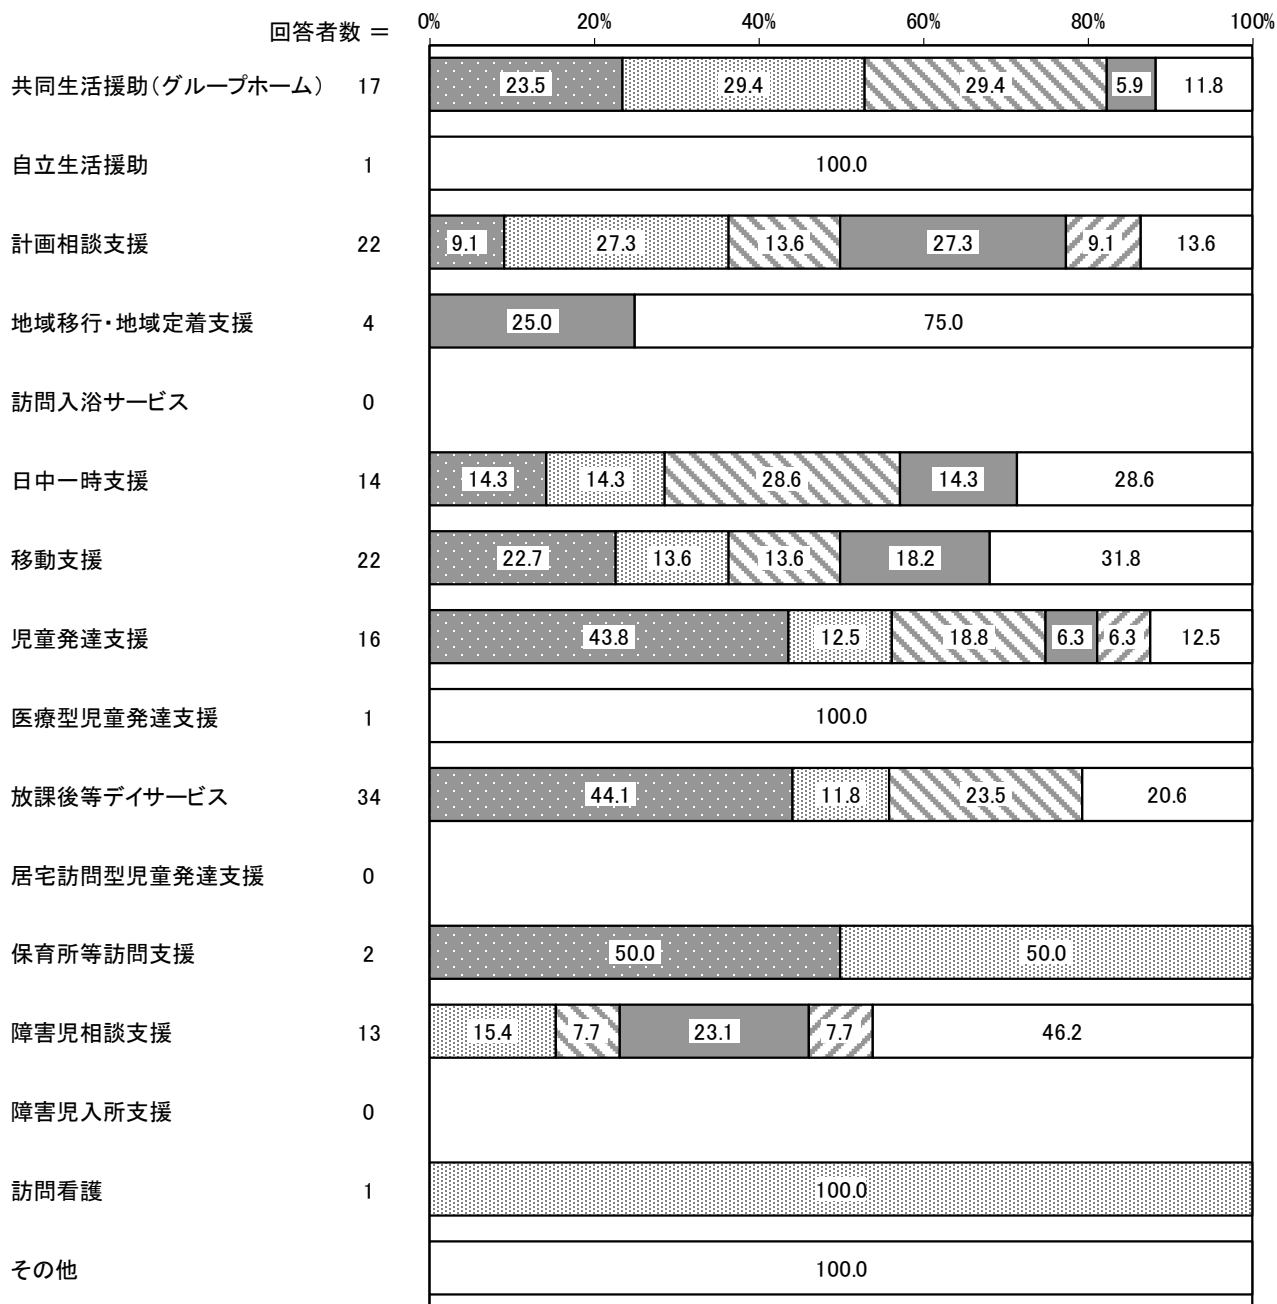 回答者数 ＝ 0% 20% 40% 60% 80% 100%
共同生活援助（グループホーム） 17 23.5 29.4 29.4 5.9 11.8
自立生活援助 1 100.0
計画相談支援 22 9.1 27.3 13.6 27.3 9.1 13.6
地域移行・地域定着支援 4 25.0 75.0
訪問入浴サービス 0
日中一時支援 14 14.3 14.3 28.6 14.3 28.6
移動支援 22 22.7 13.6 13.6 18.2 31.8
児童発達支援 16 43.8 12.5 18.8 6.3 6.3 12.5
医療型児童発達支援 1 100.0
放課後等デイサービス 34 44.1 11.8 23.5 20.6
居宅訪問型児童発達支援 0
保育所等訪問支援 2 50.0 50.0
障害児相談支援 13 15.4 7.7 23.1 7.7 46.2
障害児入所支援 0
訪問看護 1 100.0
その他 100.0